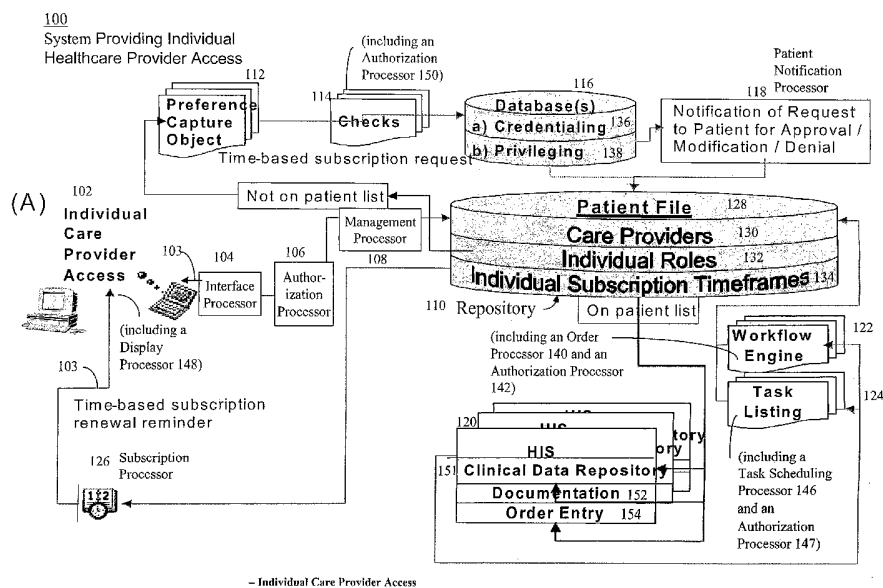 100
System Providing Individual
Healthcare Provider Access
112
Preference
Capture
Object
(including an
Authorization
Processor 150)
114
Checks
Time-based subscription request
116
Database(s)
a) Credentialing 136
b) Privileging 138
Patient
Notification
Processor
118
Notification of Request
to Patient for Approval /
Modification / Denial
(A)
102
Individual
Care
Provider
Access
103
104
Interface
Processor
106
Author-
ization
Processor
Not on patient list
Management
Processor
108
Patient File
128
Care Providers
130
Individual Roles
132
Individual Subscription Timeframes 134
110 Repository
On patient list
(including a
Display
Processor 148)
103
Time-based subscription
renewal reminder
126
Subscription
Processor
112
(including an Order
Processor 140 and an
Authorization Processor
142)
Workflow
Engine
122
Task
Listing
124
(including a
Task Scheduling
Processor 146
and an
Authorization
Processor 147)
120
HIS
tory
HIS
ory
HIS
151
Clinical Data Repository
Documentation 152
Order Entry 154
– Individual Care Provider Access